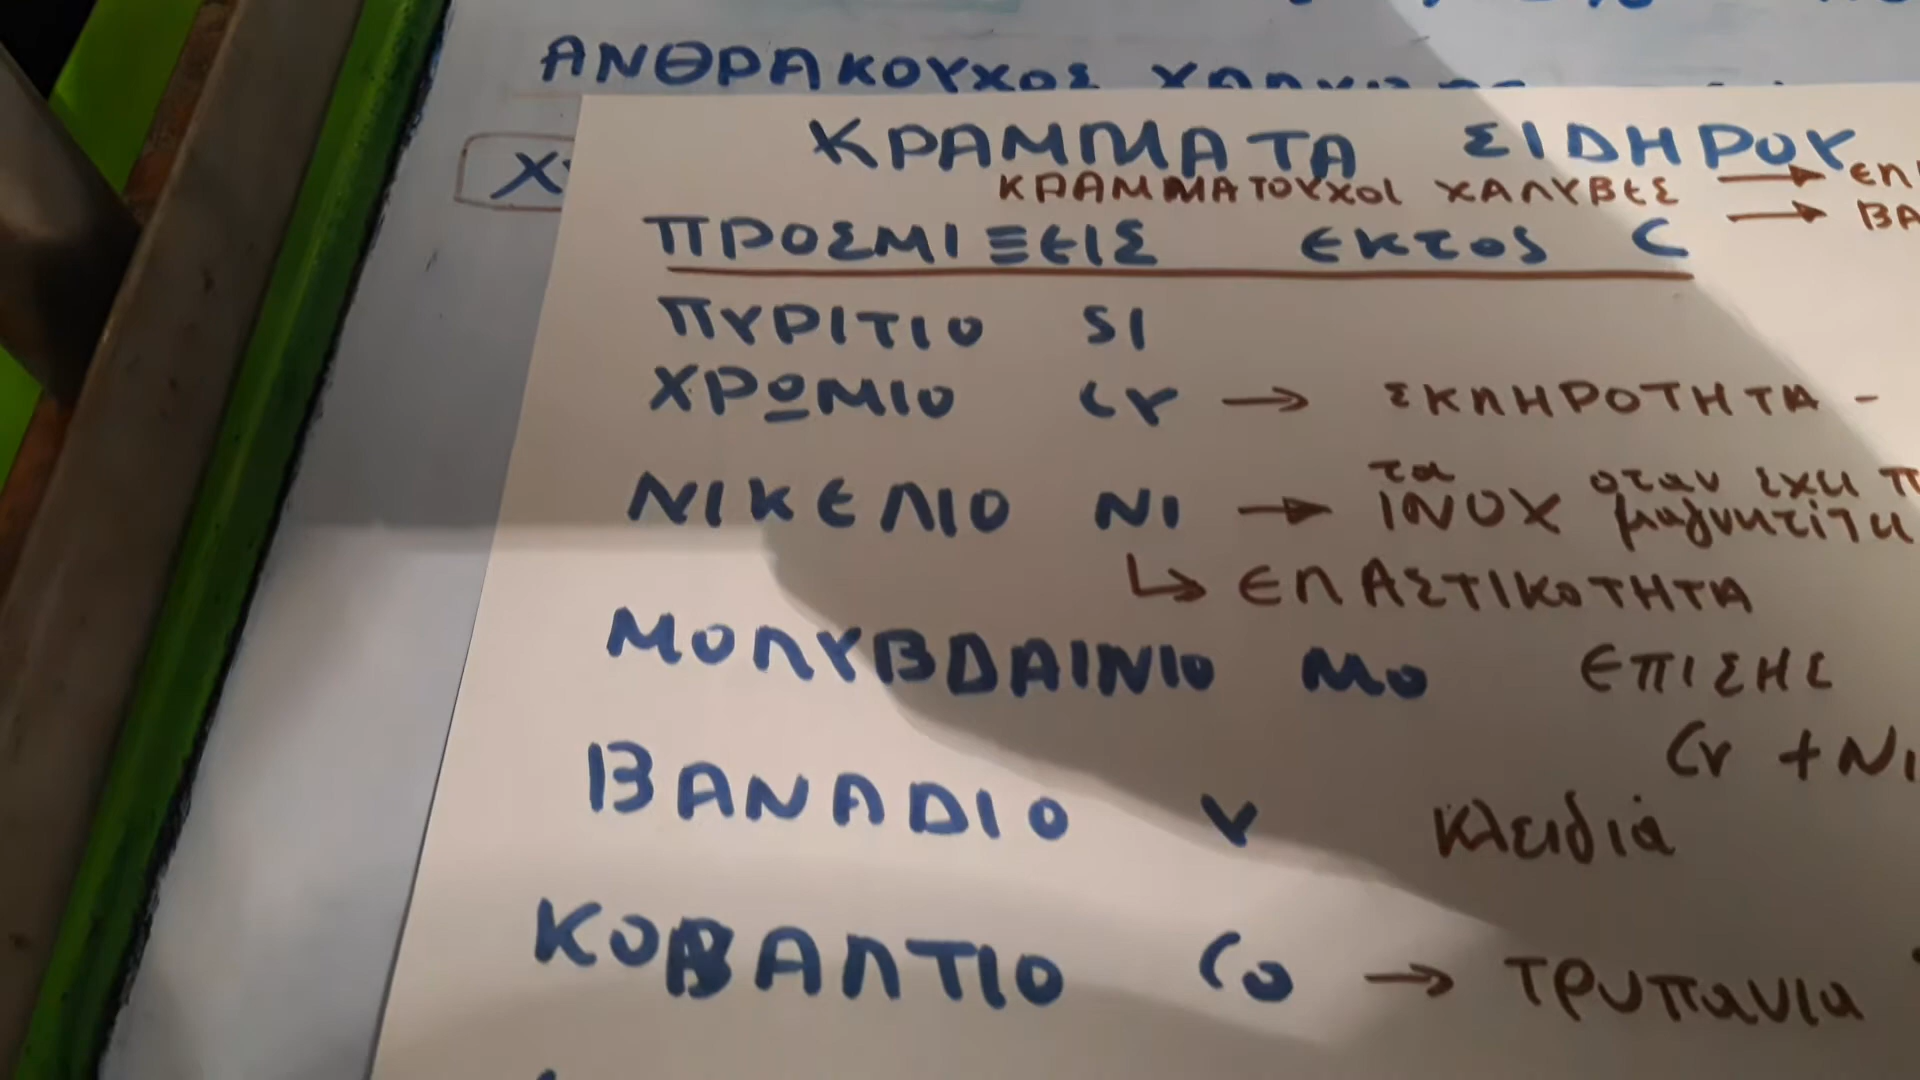 ΑΝΘΡΑΚΟΥΧΟΣ
ΚΡΑΜΜΑΤΑ ΣΙΔΗΡΟΥ
ΚΡΑΜΜΑΤΟΥΧΟΙ ΧΑΛΥΒΕΣ →
→
ΠΡΟΣΜΙΞΕΙΣ ΕΚΤΟΣ C
ΠΥΡΙΤΙΟ SI
ΧΡΩΜΙΟ Cr → ΣΚΛΗΡΟΤΗΤΑ -
τα
ΝΙΚΕΛΙΟ NI → INOX όταν έχει
↳ ΕΛΑΣΤΙΚΟΤΗΤΑ
ΜΟΛΥΒΔΑΙΝΙΟ Mo ΕΠΙΣΗΣ
Cr + Ni
ΒΑΝΑΔΙΟ V κλειδιά
ΚΟΒΑΛΤΙΟ Co → τρυπανια